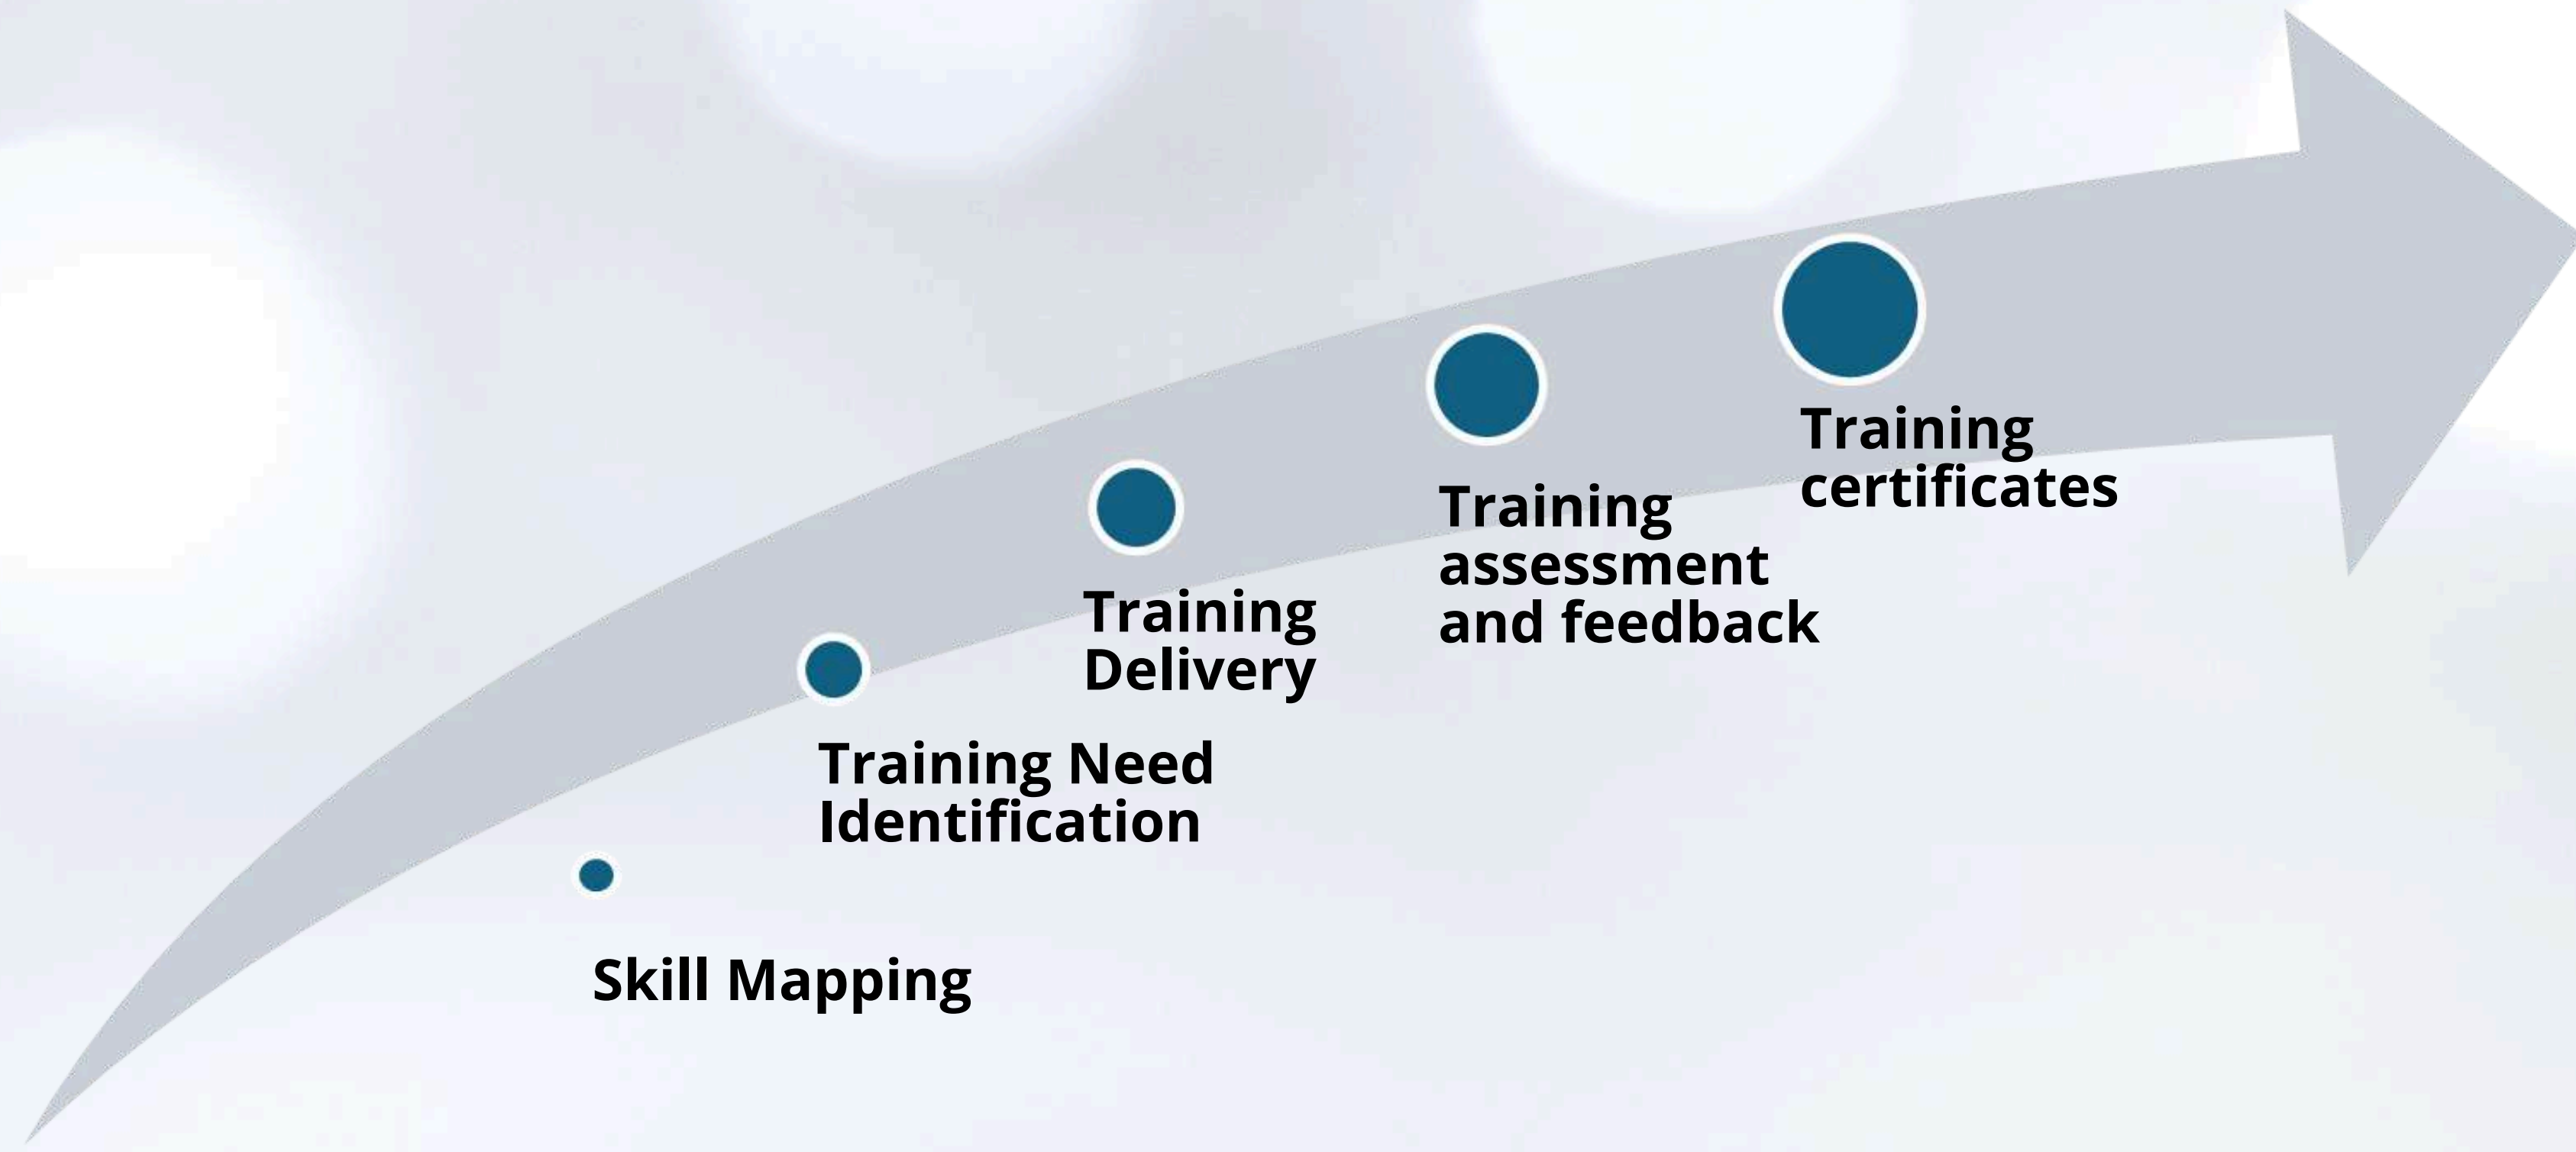 Training
certificates
Training
assessment
and feedback
Training
Delivery
Training Need
Identification
Skill Mapping